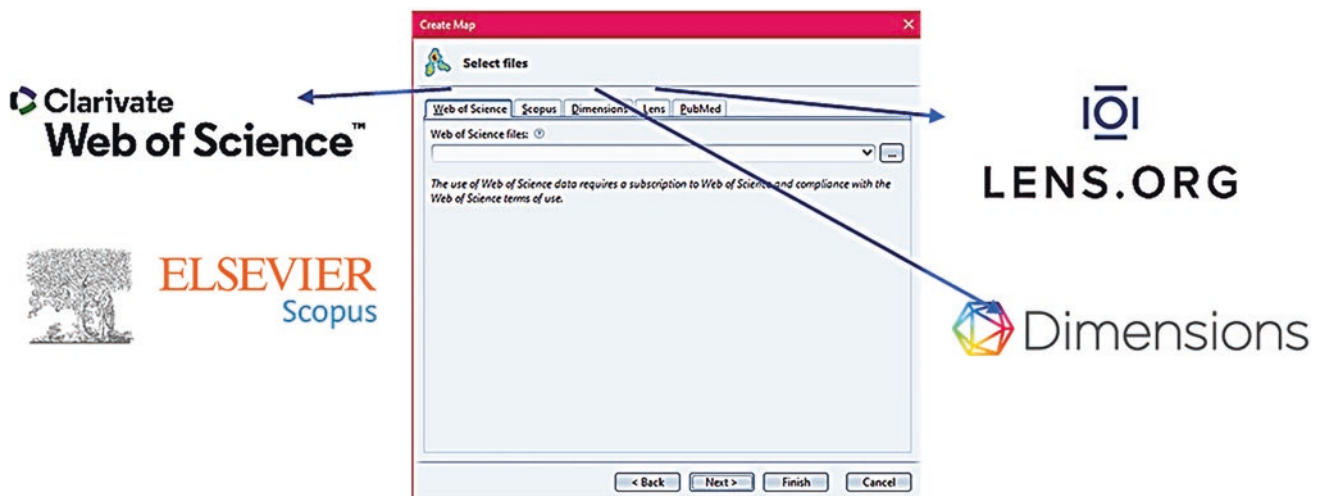 Create Map
Select files
Clarivate
Web of Science™
Web of Science Scopus Dimensions Lens PubMed
Web of Science files:
...
The use of Web of Science data requires a subscription to Web of Science and compliance with the
Web of Science terms of use.
LENS.ORG
ELSEVIER
Scopus
Dimensions
< Back Next > Finish Cancel